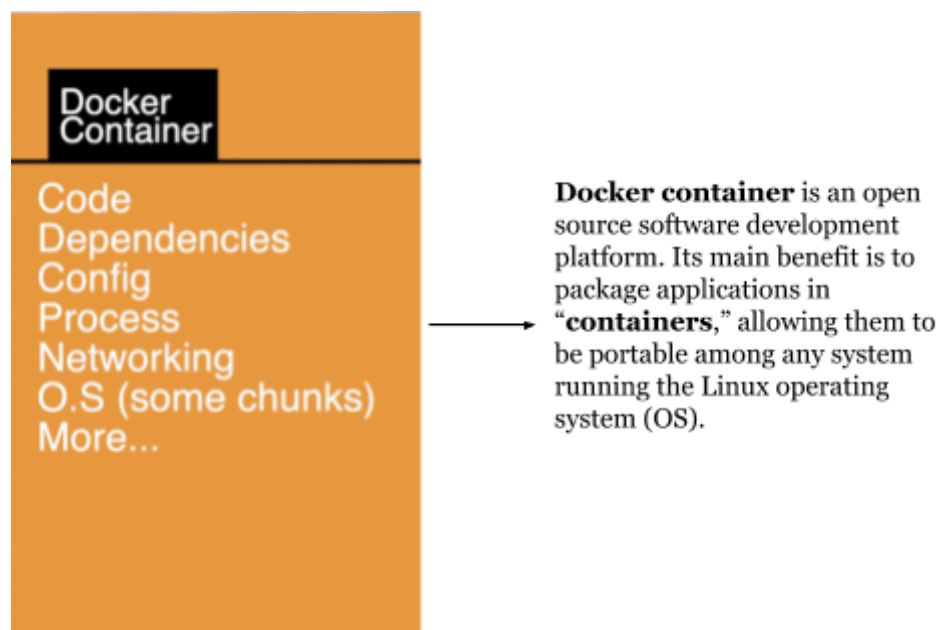 Docker
Container
Code
Dependencies
Config
Process
Networking
O.S (some chunks)
More...
Docker container is an open
source software development
platform. Its main benefit is to
package applications in
“containers,” allowing them to
be portable among any system
running the Linux operating
system (OS).